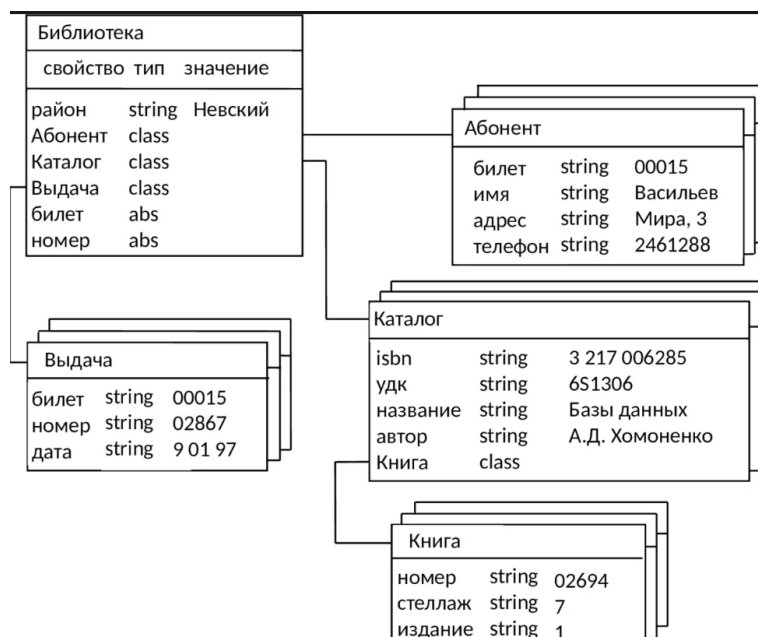 Библиотека
свойство тип значение
район string Невский
Абонент class
Каталог class
Выдача class
билет abs
номер abs
Абонент
билет string 00015
имя string Васильев
адрес string Мира, 3
телефон string 2461288
Каталог
isbn string 3 217 006285
удк string 6S1306
название string Базы данных
автор string А.Д. Хомоненко
Книга class
Выдача
билет string 00015
номер string 02867
дата string 9 01 97
Книга
номер string 02694
стеллаж string 7
издание string 1